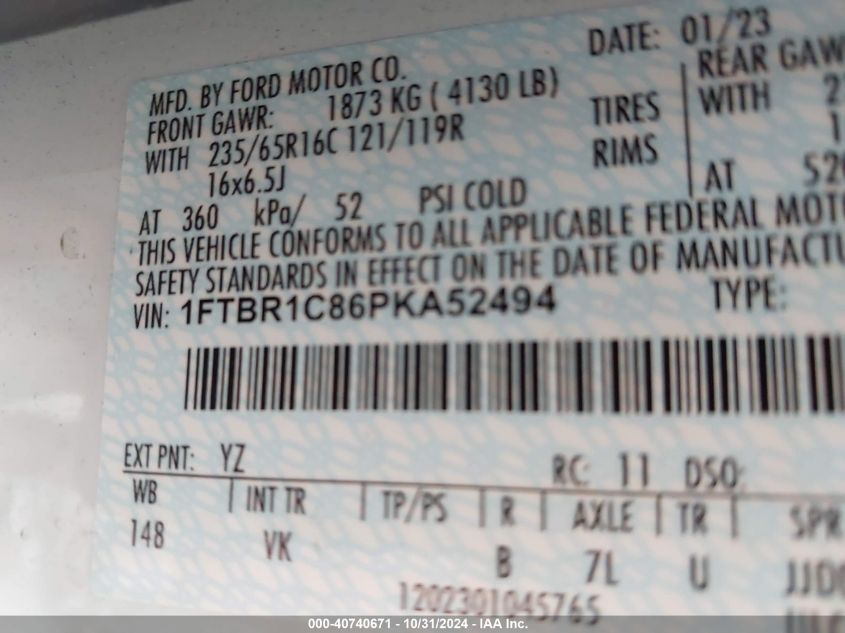 DATE: 01/23
MFD. BY FORD MOTOR CO.
FRONT GAWR: 1873 KG ( 4130 LB) REAR GAWR
WITH 235/65R16C 121/119R TIRES WITH
16x6.5J RIMS
AT 360 kPa/ 52 PSI COLD AT
THIS VEHICLE CONFORMS TO ALL APPLICABLE FEDERAL
SAFETY STANDARDS IN EFFECT ON THE DATE OF
VIN: 1FTBR1C86PKA52494 TYPE:
EXT PNT: YZ RC: 11 DSO:
WB INT TR TP/PS R AXLE TR SPR
148 VK B 7L U
1202301045765
000-40740671 - 10/31/2024 - IAA Inc.